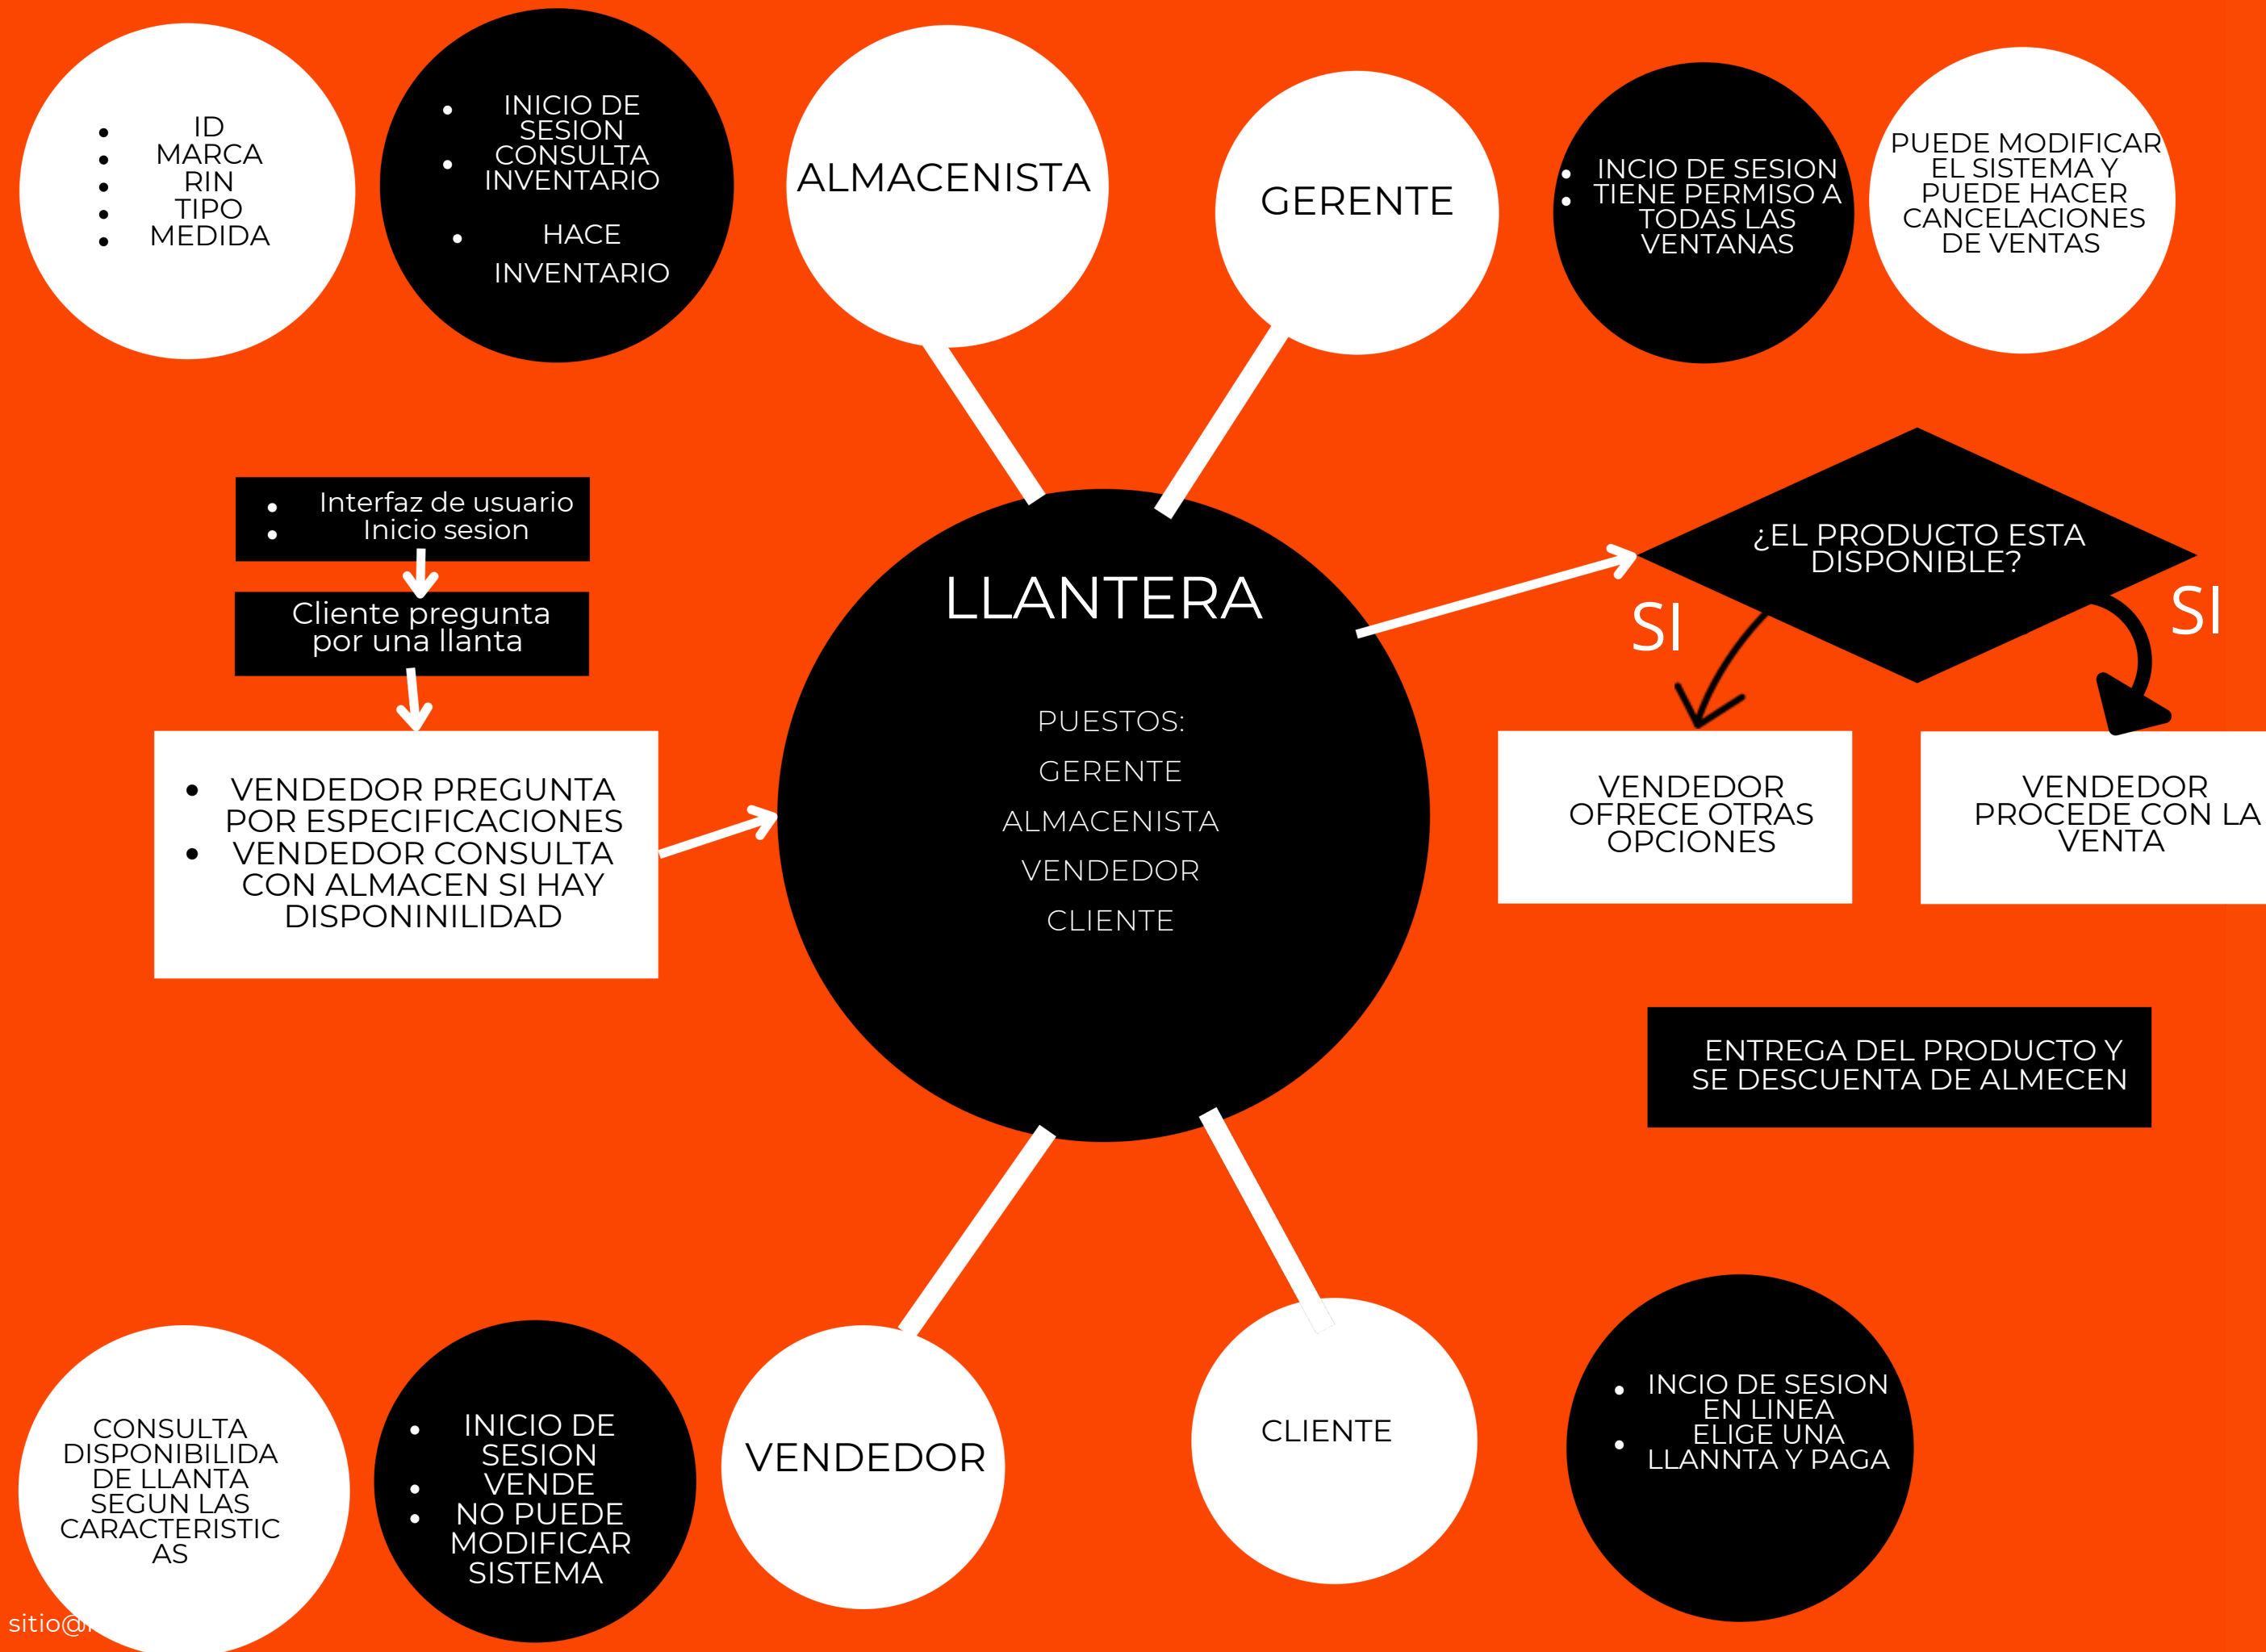 ID
MARCA
RIN
TIPO
MEDIDA
INICIO DE
SESION
CONSULTA
INVENTARIO
HACE
INVENTARIO
ALMACENISTA
GERENTE
INCIO DE SESION
TIENE PERMISO A
TODAS LAS
VENTANAS
PUEDE MODIFICAR
EL SISTEMA Y
PUEDE HACER
CANCELACIONES
DE VENTAS
Interfaz de usuario
Inicio sesion
Cliente pregunta
por una llanta
VENDEDOR PREGUNTA
POR ESPECIFICACIONES
VENDEDOR CONSULTA
CON ALMACEN SI HAY
DISPONINILIDAD
LLANTERA
PUESTOS:
GERENTE
ALMACENISTA
VENDEDOR
CLIENTE
¿EL PRODUCTO ESTA
DISPONIBLE?
SI
SI
VENDEDOR
OFRECE OTRAS
OPCIONES
VENDEDOR
PROCEDE CON LA
VENTA
ENTREGA DEL PRODUCTO Y
SE DESCUENTA DE ALMECEN
CONSULTA
DISPONIBILIDA
DE LLANTA
SEGUN LAS
CARACTERISTIC
AS
INICIO DE
SESION
VENDE
NO PUEDE
MODIFICAR
SISTEMA
VENDEDOR
CLIENTE
INCIO DE SESION
EN LINEA
ELIGE UNA
LLANNTA Y PAGA